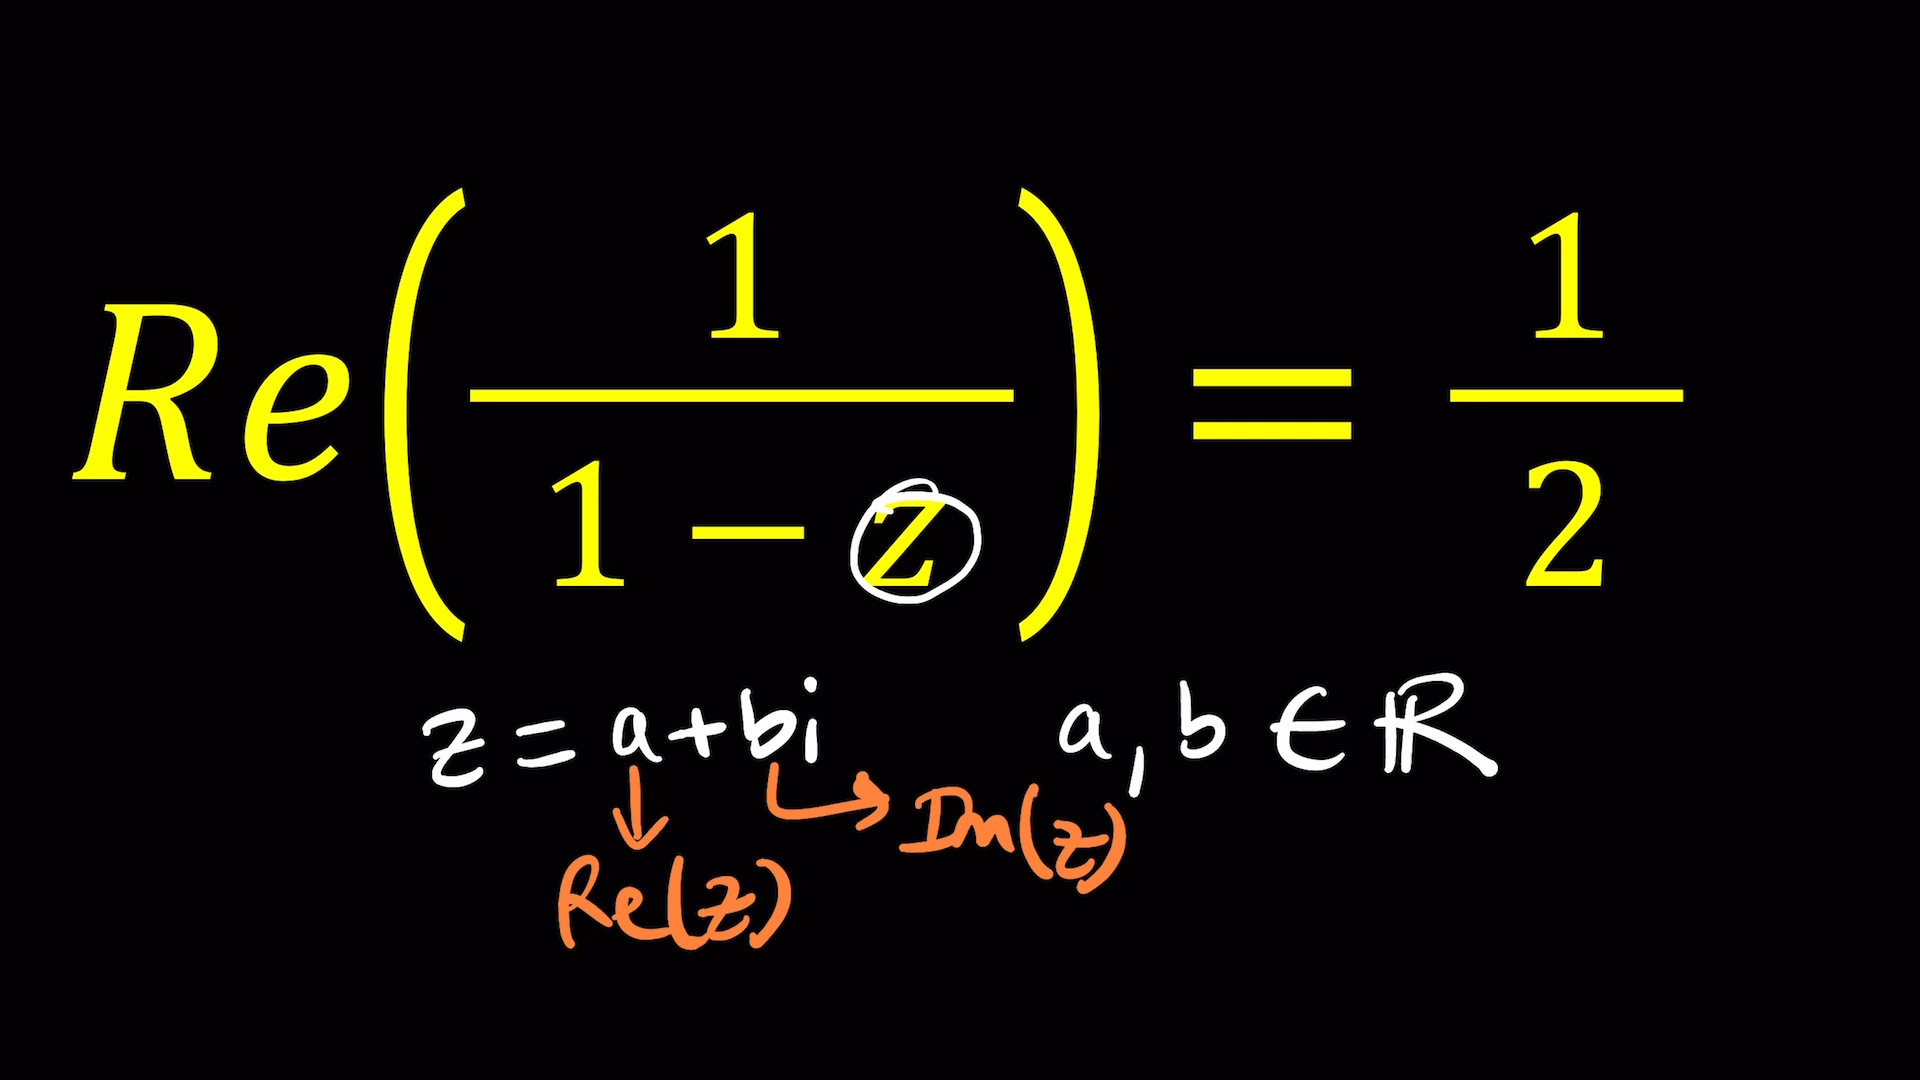 Re(1/(1 − z)) = 1/2
z = a + bi    a, b ∈ ℝ
Im(z)
Re(z)